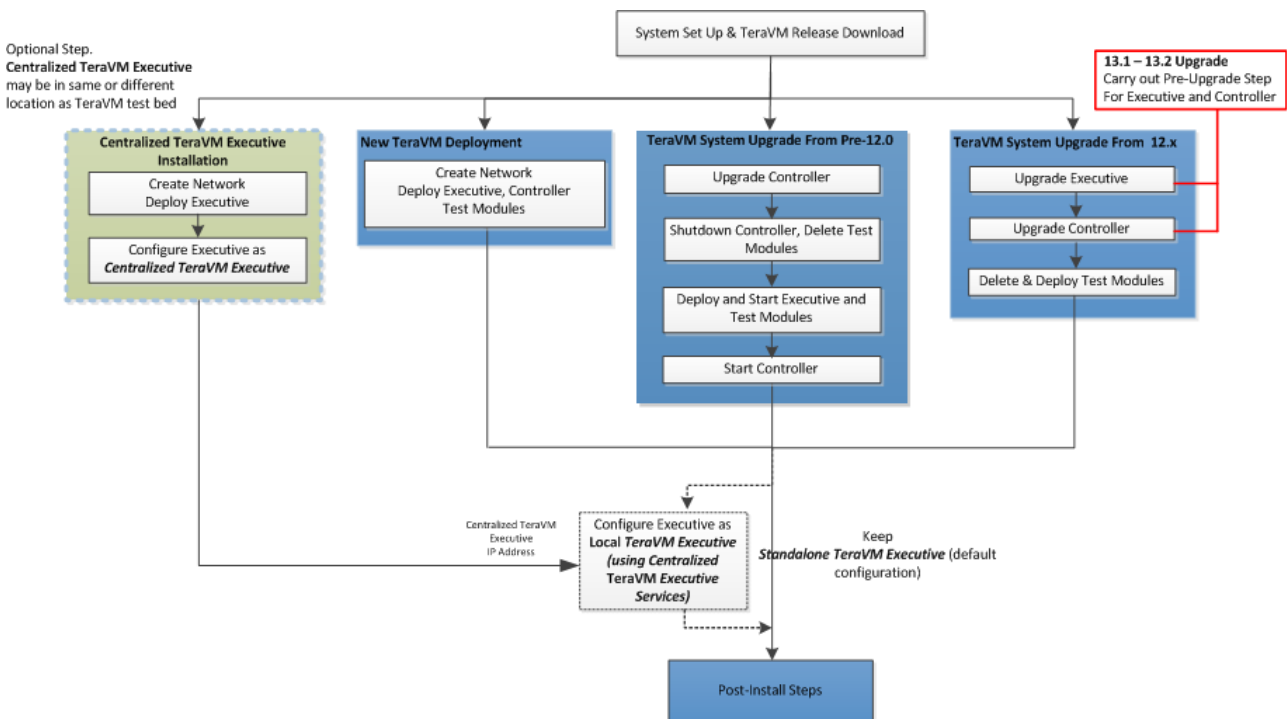 System Set Up & TeraVM Release Download
Optional Step.
Centralized TeraVM Executive
may be in same or different
location as TeraVM test bed
13.1 – 13.2 Upgrade
Carry out Pre-Upgrade Step
For Executive and Controller
Centralized TeraVM Executive
Installation
Create Network
Deploy Executive
Configure Executive as
Centralized TeraVM Executive
New TeraVM Deployment
Create Network
Deploy Executive, Controller
Test Modules
TeraVM System Upgrade From Pre-12.0
Upgrade Controller
Shutdown Controller, Delete Test
Modules
Deploy and Start Executive and
Test Modules
Start Controller
TeraVM System Upgrade From 12.x
Upgrade Executive
Upgrade Controller
Delete & Deploy Test Modules
Centralized TeraVM
Executive
IP Address
Configure Executive as
Local TeraVM Executive
(using Centralized
TeraVM Executive
Services)
Keep
Standalone TeraVM Executive (default
configuration)
Post-Install Steps